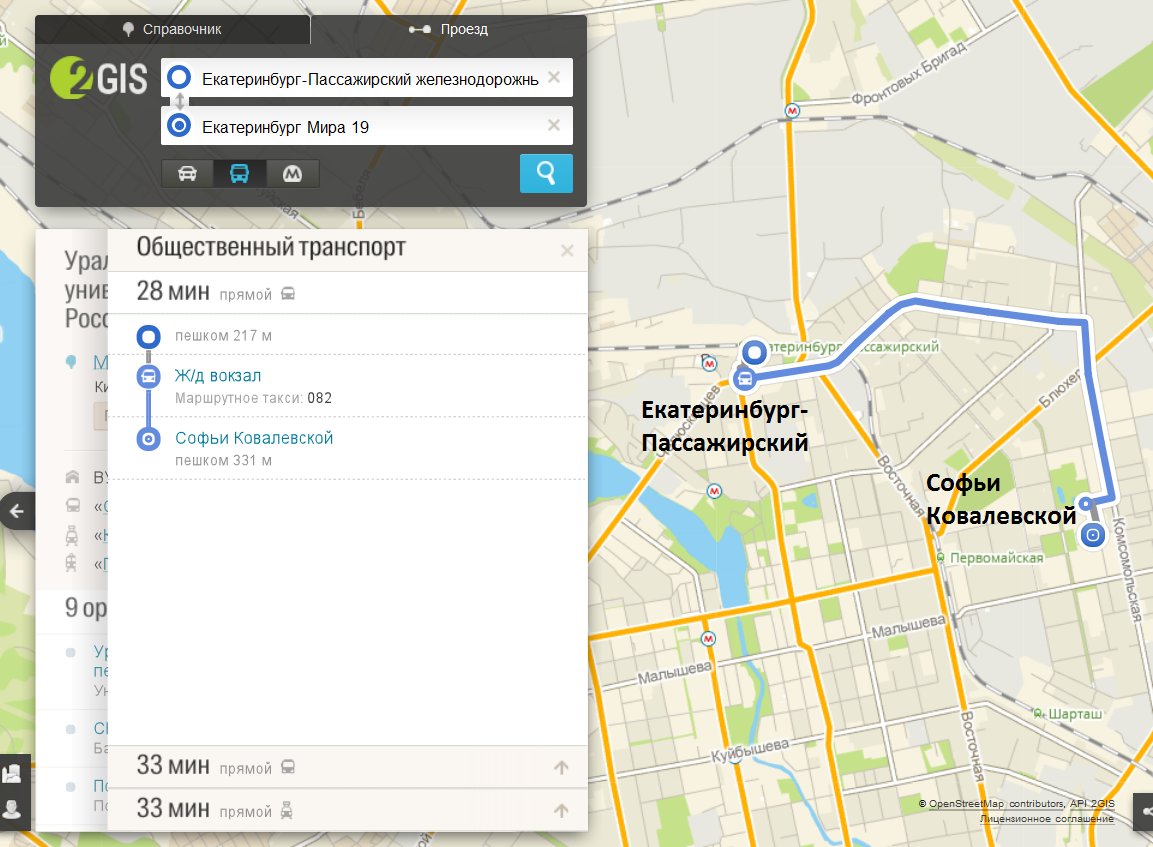 Справочник
Проезд
2GIS
Екатеринбург-Пассажирский железнодорожнь
Екатеринбург Мира 19
Общественный транспорт
28 мин прямой
пешком 217 м
Ж/д вокзал
Маршрутное такси: 082
Софьи Ковалевской
пешком 331 м
33 мин прямой
33 мин прямой
Урал
унив
Росс
М
Ки
ВУ
9 ор
Ур
пе
Ун
Ба
По
По
Бебеля
Фронтовых Бригад
Екатеринбург-Пассажирский
Екатеринбург-
Пассажирский
Блюхер
Восточная
Софьи
Ковалевской
Первомайская
Комсомольская
Малышева
Малышева
Шарташ
Куйбышева
Восточная
© OpenStreetMap contributors, API 2GIS
Лицензионное соглашение